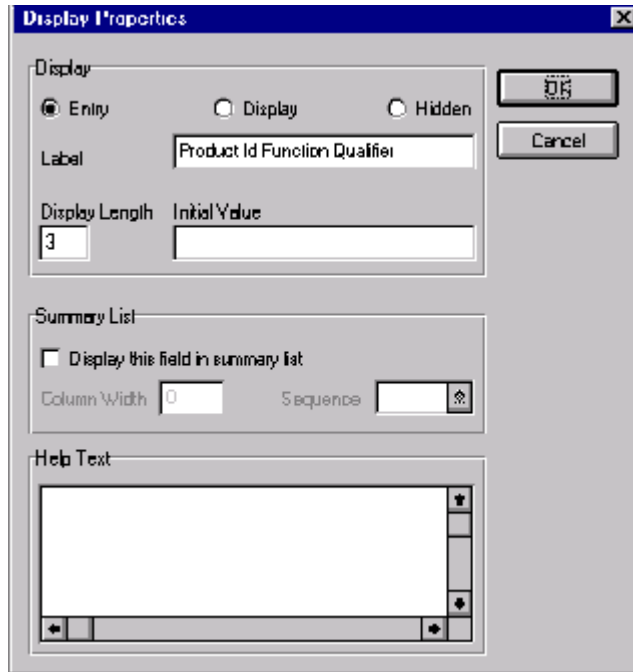 Display Properties
Display
Entry
Display
Hidden
OK
Cancel
Label
Product Id Function Qualifier
Display Length
Initial Value
3
Summary List
Display this field in summary list
Column Width
0
Sequence
Help Text